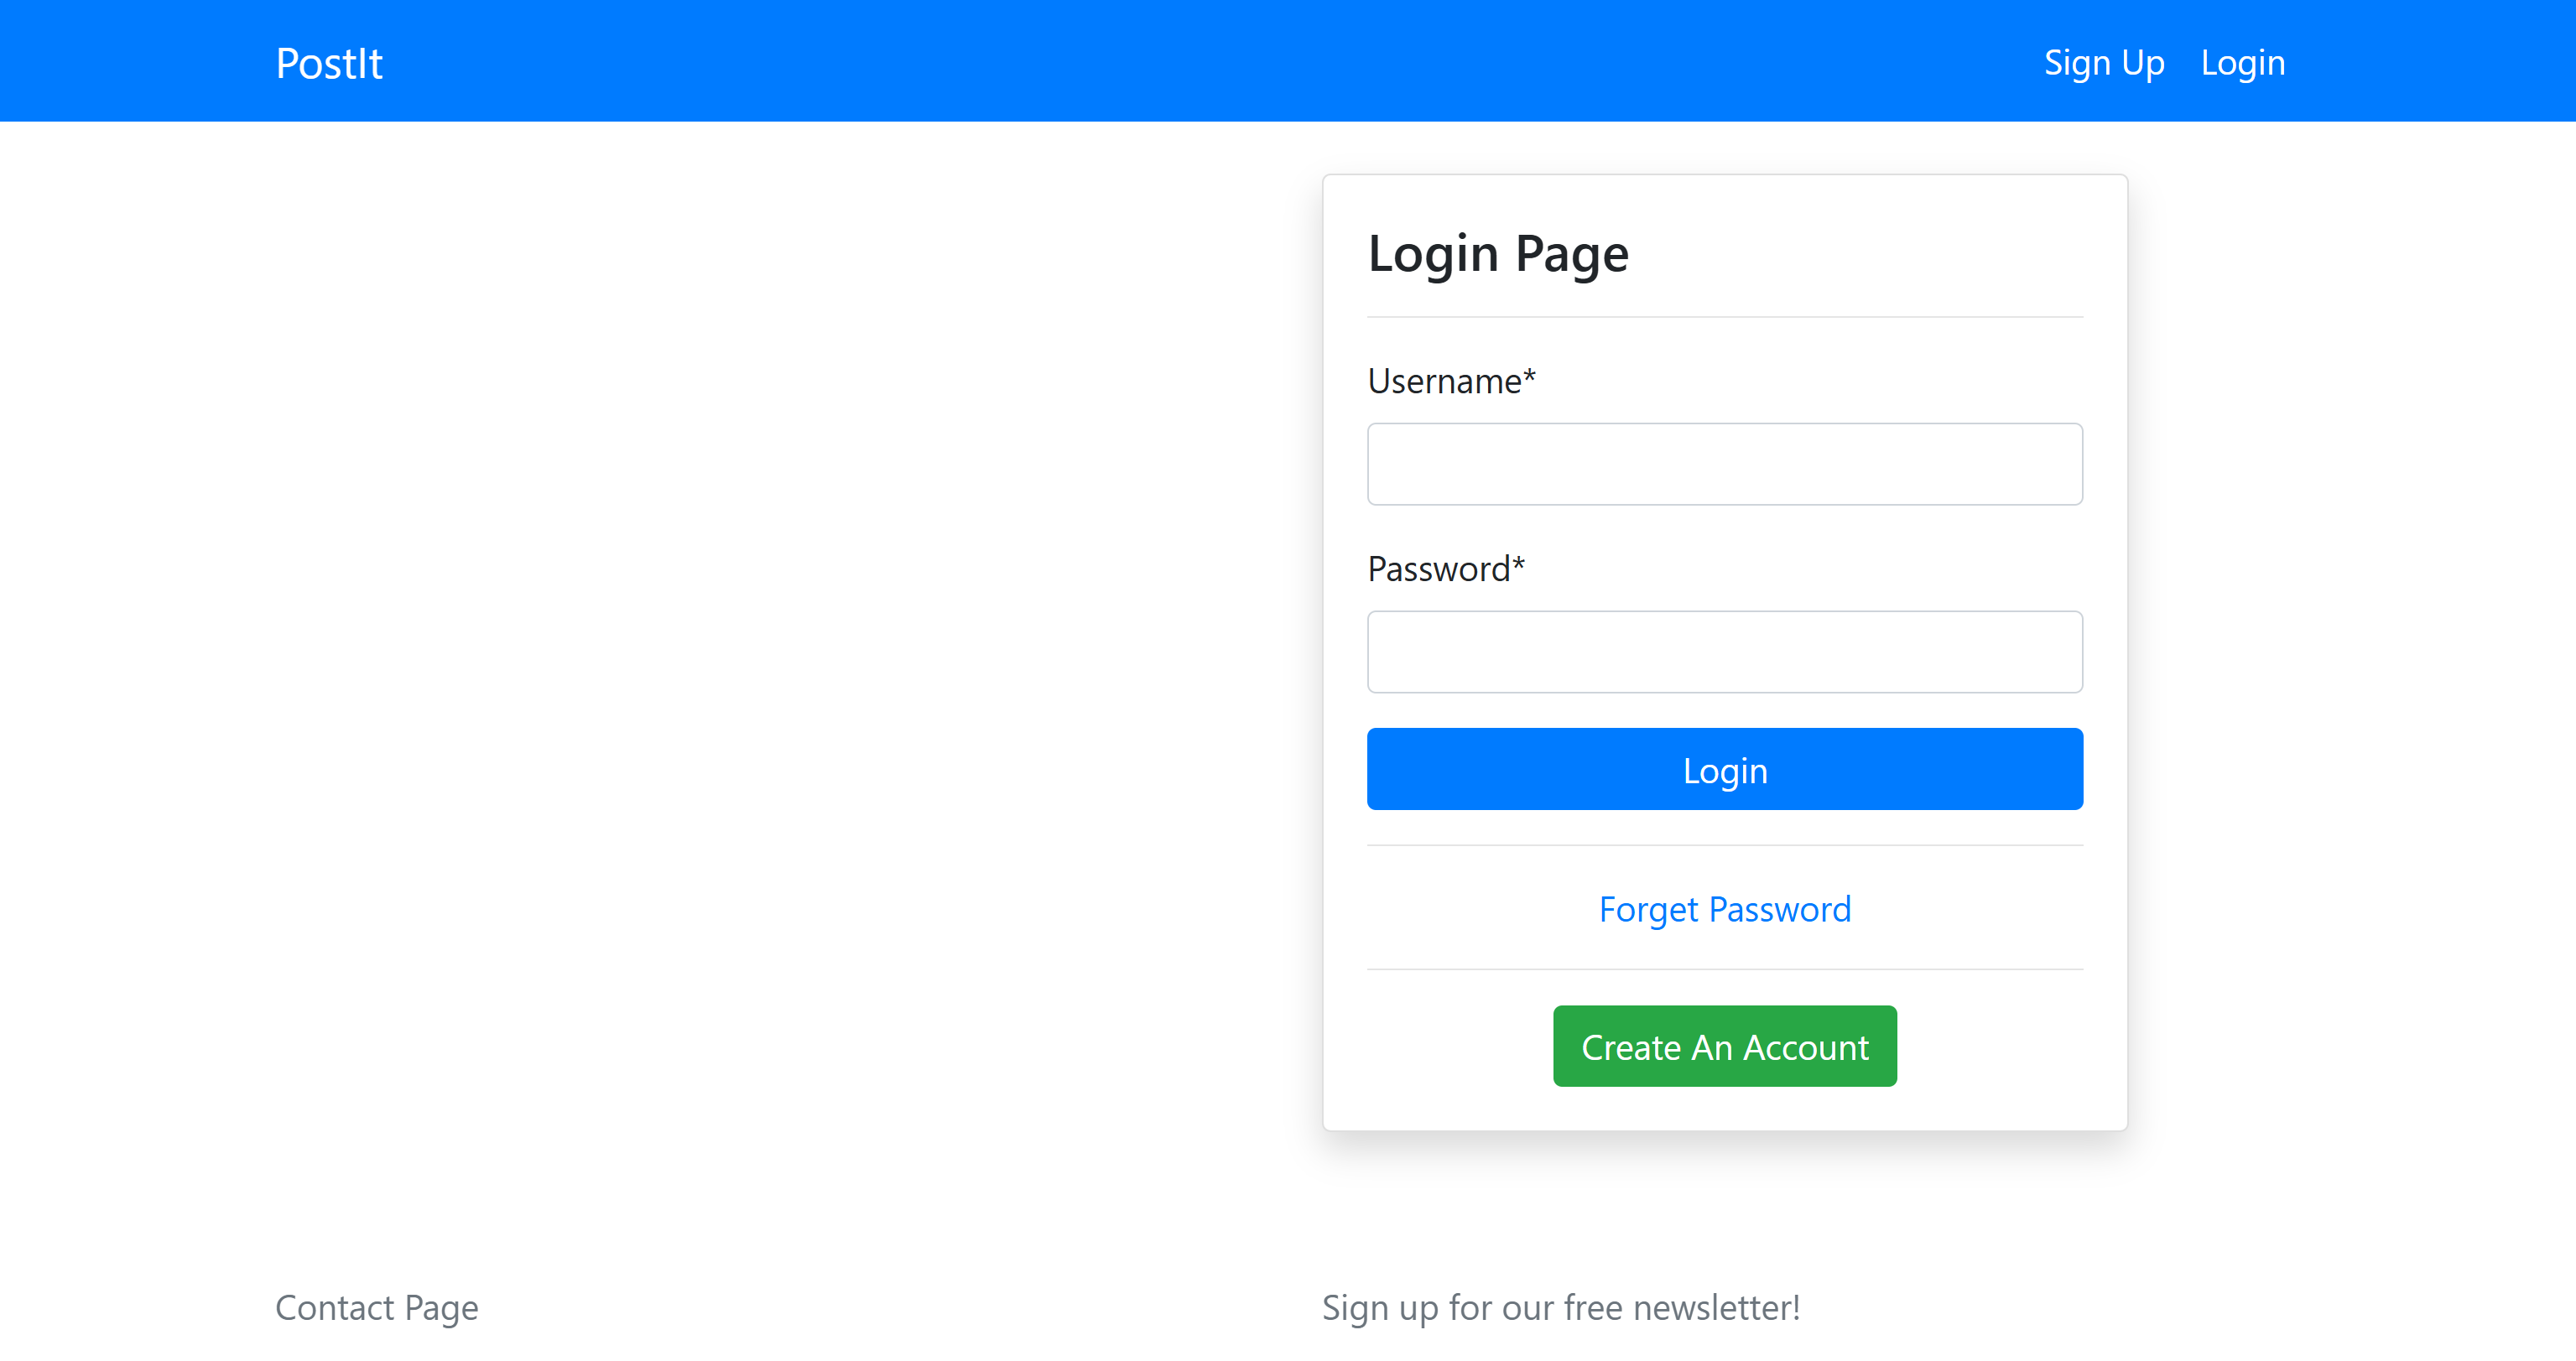 PostIt
Sign Up Login
Login Page
Username*
Password*
Login
Forget Password
Create An Account
Contact Page
Sign up for our free newsletter!